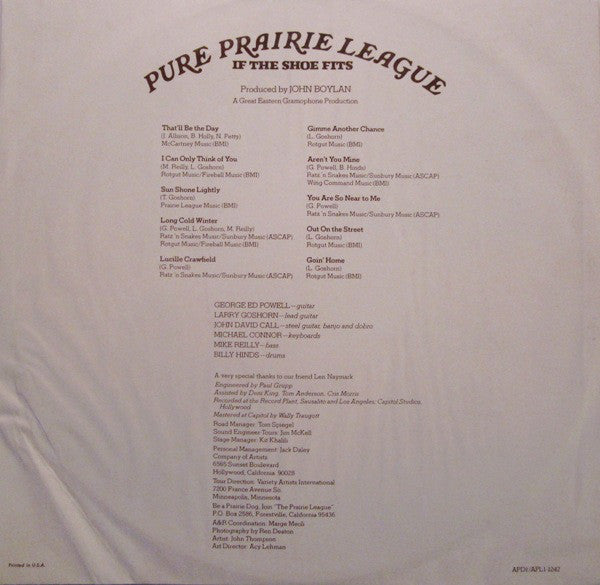 PURE PRAIRIE LEAGUE
IF THE SHOE FITS
Produced by JOHN BOYLAN
A Great Eastern Gramophone Production
That'll Be the Day
(J. Allison, B. Holly, N. Petty)
McCartney Music (BMI)
I Can Only Think of You
(M. Reilly, L. Goshorn)
Rotgut Music/Fireball Music (BMI)
Sun Shone Lightly
(T. Goshorn)
Prairie League Music (BMI)
Long Cold Winter
(G. Powell, L. Goshorn, M. Reilly)
Ratz 'n Snakes Music/Sunbury Music (ASCAP)
Rotgut Music/Fireball Music (BMI)
Lucille Crawfield
(G. Powell)
Ratz 'n Snakes Music/Sunbury Music (ASCAP)
Gimme Another Chance
(L. Goshorn)
Rotgut Music (BMI)
Aren't You Mine
(G. Powell, B. Hinds)
Ratz 'n Snakes Music/Sunbury Music (ASCAP)
Wing Command Music (BMI)
You Are So Near to Me
(G. Powell)
Ratz 'n Snakes Music/Sunbury Music (ASCAP)
Out On the Street
(L. Goshorn)
Rotgut Music (BMI)
Goin' Home
(L. Goshorn)
Rotgut Music (BMI)
GEORGE ED POWELL—guitar
LARRY GOSHORN—lead guitar
JOHN DAVID CALL—steel guitar, banjo and dobro
MICHAEL CONNOR—keyboards
MIKE REILLY—bass
BILLY HINDS—drums
A very special thanks to our friend Len Naymack
Engineered by Paul Grupp
Assisted by Doni King, Tom Anderson, Cris Morris
Recorded at the Record Plant, Sausalito and Los Angeles; Capitol Studios,
Hollywood
Mastered at Capitol by Wally Traugott
Road Manager: Tom Spiegel
Sound Engineer-Tours: Jim McKell
Stage Manager: Kit Khalili
Personal Management: Jack Daley
Company of Artists
6565 Sunset Boulevard
Hollywood, California 90028
Tour Direction: Variety Artists International
7200 France Avenue So.
Minneapolis, Minnesota
Be a Prairie Dog, Join "The Prairie League"
P.O. Box 2586, Forestville, California 95436
A&R Coordination: Marge Meoli
Photography by Ren Deaton
Artist: John Thompson
Art Director: Acy Lehman
Printed in U.S.A.
APD1/APL1-1247